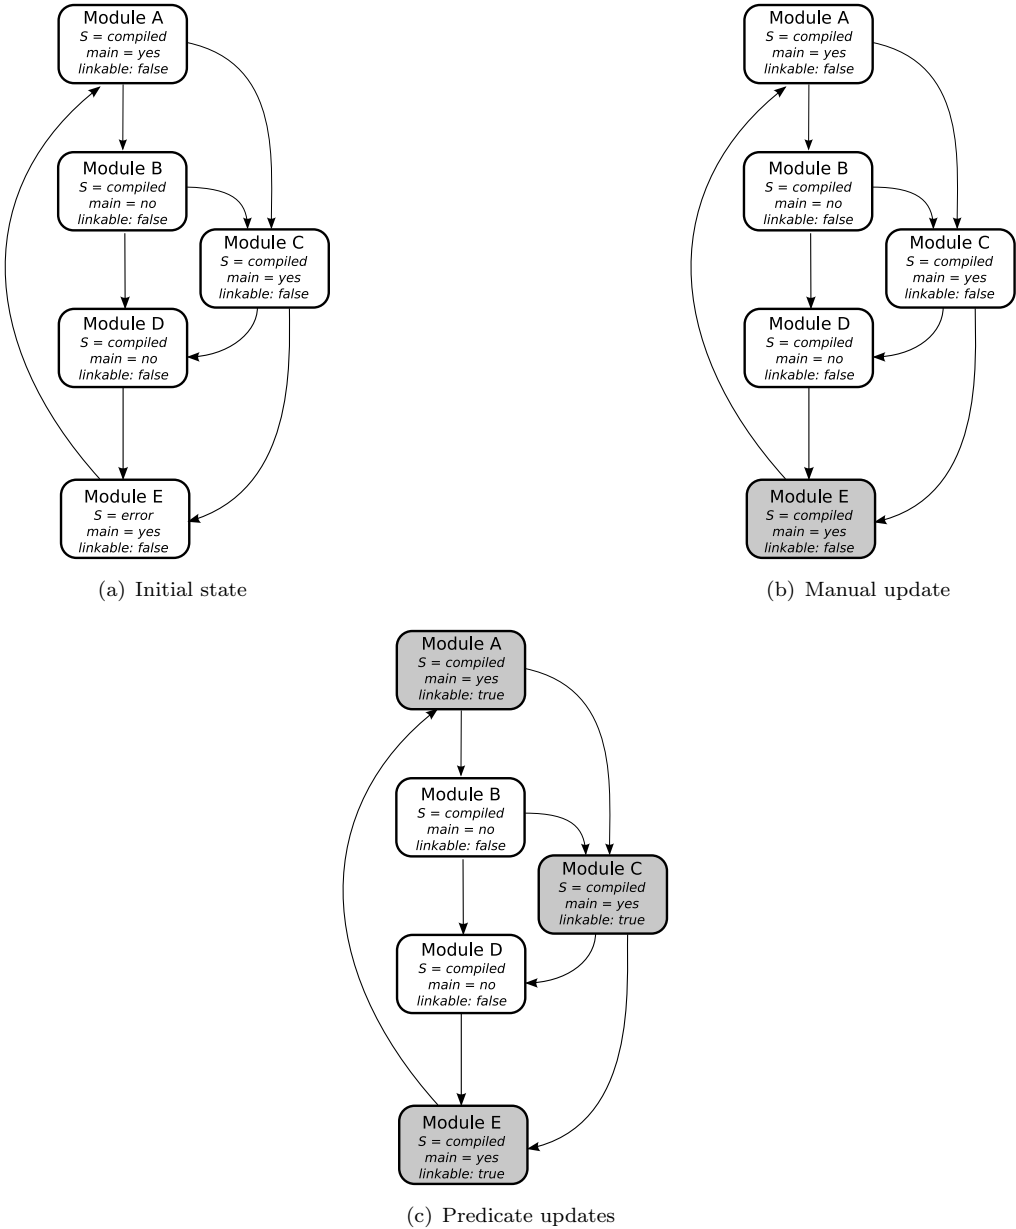 Module A
S = compiled
main = yes
linkable: false
Module B
S = compiled
main = no
linkable: false
Module C
S = compiled
main = yes
linkable: false
Module D
S = compiled
main = no
linkable: false
Module E
S = error
main = yes
linkable: false
(a) Initial state
Module A
S = compiled
main = yes
linkable: false
Module B
S = compiled
main = no
linkable: false
Module C
S = compiled
main = yes
linkable: false
Module D
S = compiled
main = no
linkable: false
Module E
S = compiled
main = yes
linkable: false
(b) Manual update
Module A
S = compiled
main = yes
linkable: true
Module B
S = compiled
main = no
linkable: false
Module C
S = compiled
main = yes
linkable: true
Module D
S = compiled
main = no
linkable: false
Module E
S = compiled
main = yes
linkable: true
(c) Predicate updates